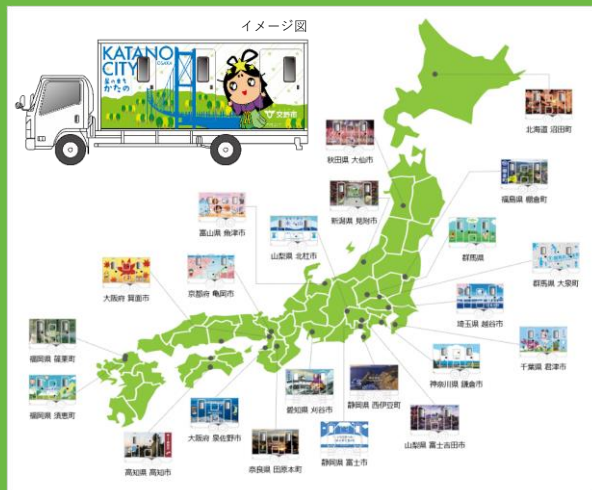 イメージ図
KATANO
CITY
OSAKA
星のまち
かたの
交野市
北海道 沼田町
秋田県 大仙市
福島県 棚倉町
新潟県 見附市
富山県 魚津市
山梨県 北杜市
群馬県
群馬県 大泉町
大阪府 箕面市
京都府 亀岡市
埼玉県 越谷市
千葉県 君津市
福岡県 篠栗町
神奈川県 鎌倉市
福岡県 須恵町
愛知県 刈谷市
静岡県 西伊豆町
山梨県 富士吉田市
大阪府 泉佐野市
静岡県 富士市
高知県 高知市
奈良県 田原本町